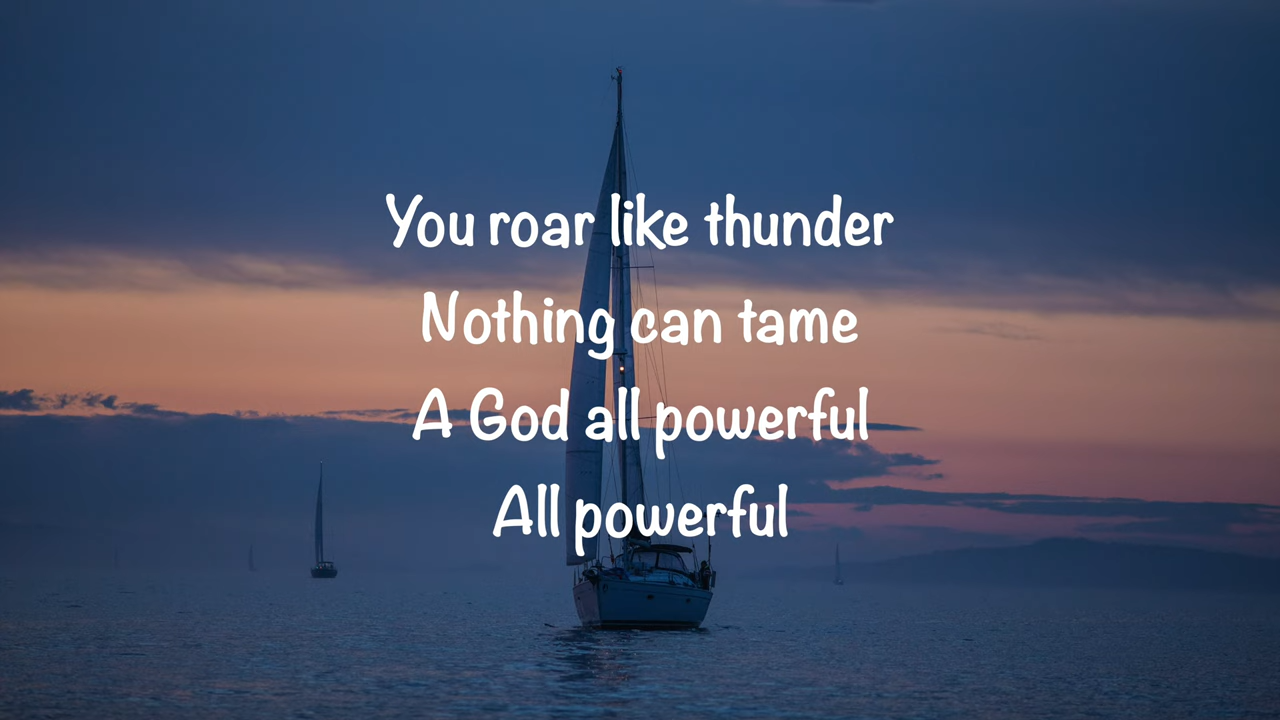 You roar like thunder
Nothing can tame
A God all powerful
All powerful